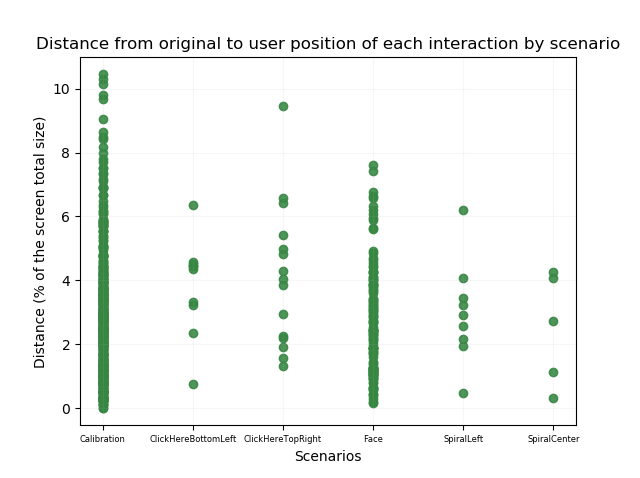 Distance from original to user position of each interaction by scenario
Distance (% of the screen total size)
10
8
6
4
2
0
Calibration ClickHereBottomLeft ClickHereTopRight Face SpiralLeft SpiralCenter
Scenarios